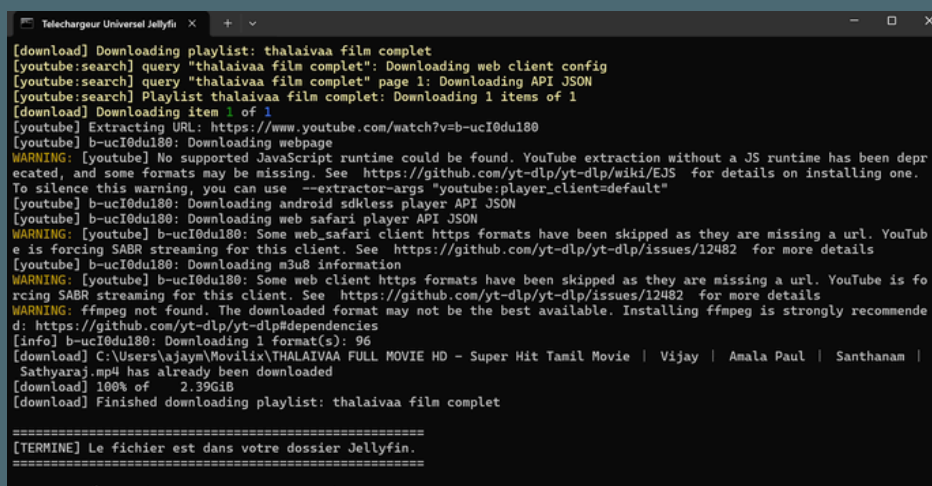 Telechargeur Universel Jellyfi
[download] Downloading playlist: thalaivaa film complet
[youtube:search] query "thalaivaa film complet": Downloading web client config
[youtube:search] query "thalaivaa film complet" page 1: Downloading API JSON
[youtube:search] Playlist thalaivaa film complet: Downloading 1 items of 1
[download] Downloading item 1 of 1
[youtube] Extracting URL: https://www.youtube.com/watch?v=b-ucI0du180
[youtube] b-ucI0du180: Downloading webpage
WARNING: [youtube] No supported JavaScript runtime could be found. YouTube extraction without a JS runtime has been depr
ecated, and some formats may be missing. See  https://github.com/yt-dlp/yt-dlp/wiki/EJS  for details on installing one.
To silence this warning, you can use  --extractor-args "youtube:player_client=default"
[youtube] b-ucI0du180: Downloading android sdkless player API JSON
[youtube] b-ucI0du180: Downloading web safari player API JSON
WARNING: [youtube] b-ucI0du180: Some web_safari client https formats have been skipped as they are missing a url. YouTub
e is forcing SABR streaming for this client. See  https://github.com/yt-dlp/yt-dlp/issues/12482  for more details
[youtube] b-ucI0du180: Downloading m3u8 information
WARNING: [youtube] b-ucI0du180: Some web client https formats have been skipped as they are missing a url. YouTube is fo
rcing SABR streaming for this client. See  https://github.com/yt-dlp/yt-dlp/issues/12482  for more details
WARNING: ffmpeg not found. The downloaded format may not be the best available. Installing ffmpeg is strongly recommende
d: https://github.com/yt-dlp/yt-dlp#dependencies
[info] b-ucI0du180: Downloading 1 format(s): 96
[download] C:\Users\ajaym\Movilix\THALAIVAA FULL MOVIE HD - Super Hit Tamil Movie | Vijay | Amala Paul | Santhanam |
 Sathyaraj.mp4 has already been downloaded
[download] 100% of    2.39GiB
[download] Finished downloading playlist: thalaivaa film complet
======================================================
[TERMINE] Le fichier est dans votre dossier Jellyfin.
======================================================